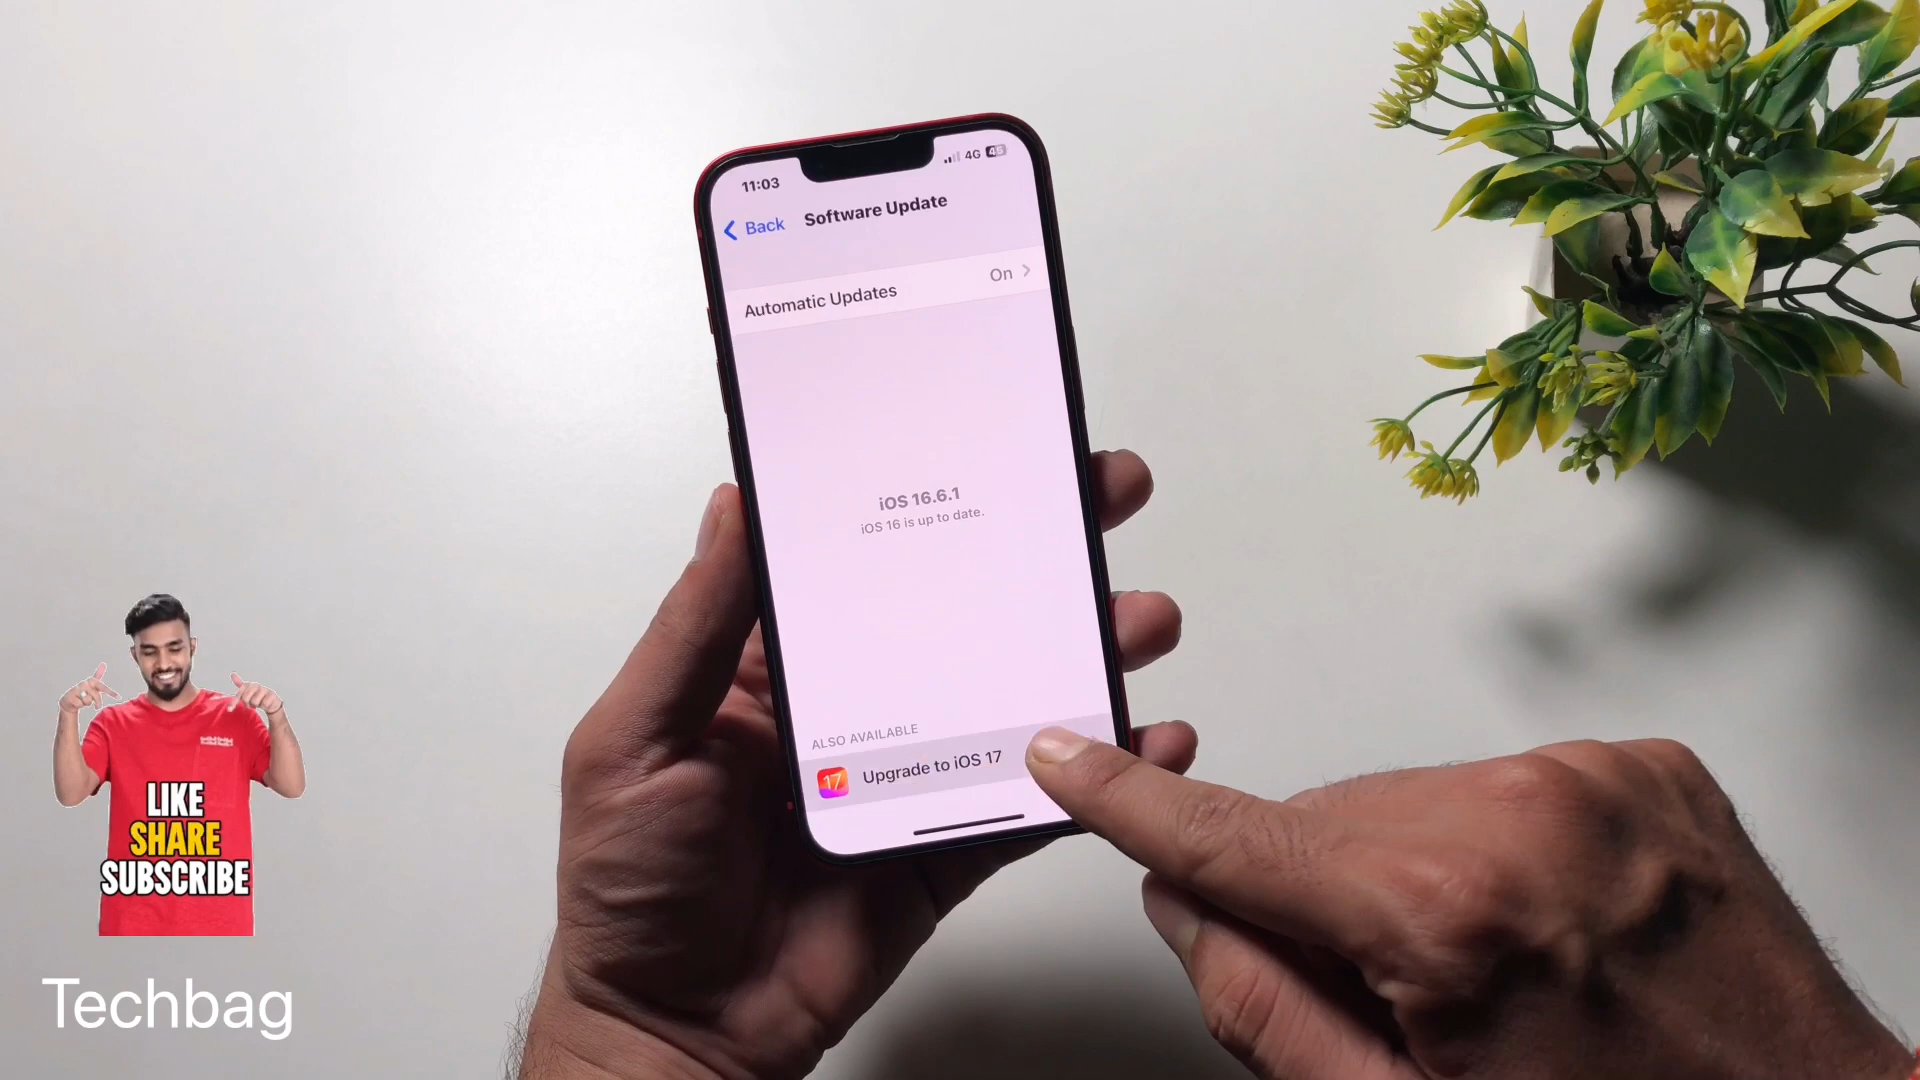 11:03
4G 45
Back
Software Update
Automatic Updates
On
iOS 16.6.1
iOS 16 is up to date.
ALSO AVAILABLE
17
Upgrade to iOS 17
LIKE
SHARE
SUBSCRIBE
Techbag